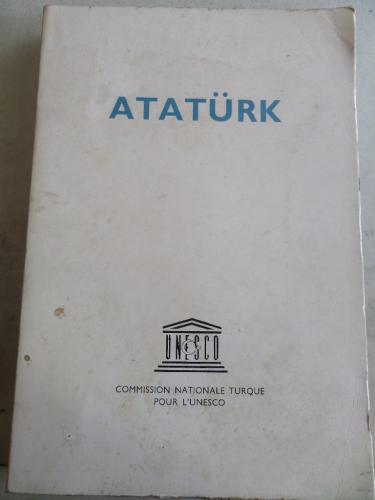 ATATÜRK
UNESCO
COMMISSION NATIONALE TURQUE
POUR L'UNESCO